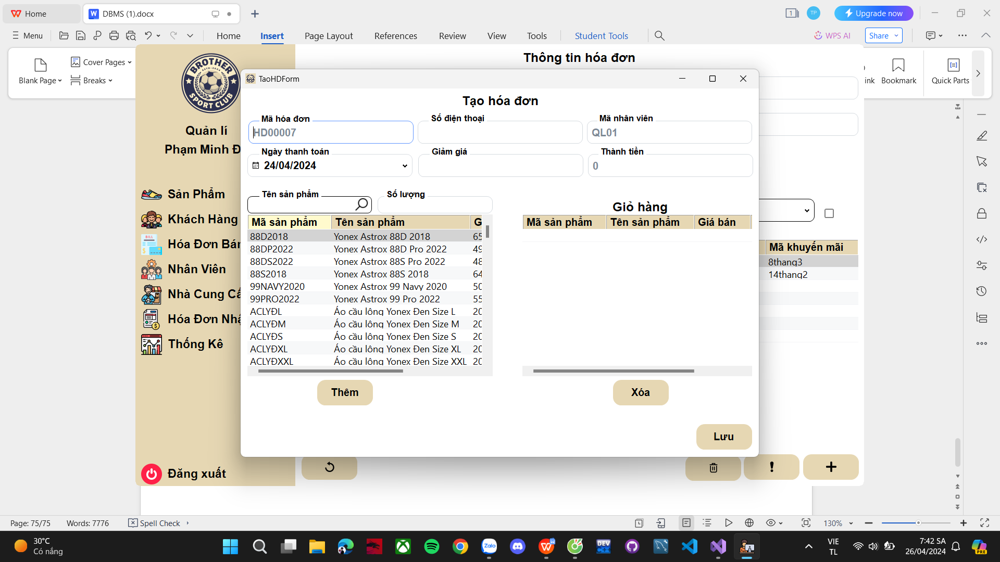 Home
DBMS (1).docx
1
TP
Upgrade now
Menu
Home
Insert
Page Layout
References
Review
View
Tools
Student Tools
WPS AI
Share
Blank Page
Cover Pages
Breaks
ink
Bookmark
Quick Parts
BROTHER
ESTD-2024
SPORT CLUB
Quản lí
Phạm Minh Đ
Sản Phẩm
Khách Hàng
BILL
Hóa Đơn Bán
Nhân Viên
Nhà Cung Cấ
Hóa Đơn Nhậ
Thống Kê
Đăng xuất
Thông tin hóa đơn
TaoHDForm
Tạo hóa đơn
Mã hóa đơn
HD00007
Số điện thoại
Mã nhân viên
QL01
Ngày thanh toán
24/04/2024
Giảm giá
Thành tiền
0
Tên sản phẩm
Số lượng
Mã sản phẩm Tên sản phẩm G
88D2018 Yonex Astrox 88D 2018 65
88DP2022 Yonex Astrox 88D Pro 2022 49
88DS2022 Yonex Astrox 88S Pro 2022 48
88S2018 Yonex Astrox 88S 2018 64
99NAVY2020 Yonex Astrox 99 Navy 2020 50
99PRO2022 Yonex Astrox 99 Pro 2022 55
ACLYĐL Áo cầu lông Yonex Đen Size L 20
ACLYĐM Áo cầu lông Yonex Đen Size M 20
ACLYĐS Áo cầu lông Yonex Đen Size S 20
ACLYĐXL Áo cầu lông Yonex Đen Size XL 20
ACLYĐXXL Áo cầu lông Yonex Đen Size XXL 20
Thêm
Giỏ hàng
Mã sản phẩm Tên sản phẩm Giá bán
Xóa
Lưu
Mã khuyến mãi
8thang3
14thang2
Page: 75/75
Words: 7776
Spell Check
130%
30°C
Có nắng
Zalo
DEV
C++
VIE
TL
7:42 SA
26/04/2024
PRE